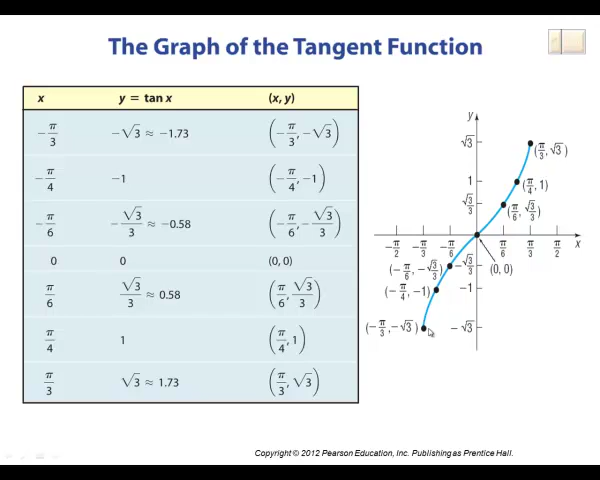 The Graph of the Tangent Function
x y = tan x (x, y)
−π/3 −√3 ≈ −1.73 (−π/3, −√3)
−π/4 −1 (−π/4, −1)
−π/6 −√3/3 ≈ −0.58 (−π/6, −√3/3)
0 0 (0, 0)
π/6 √3/3 ≈ 0.58 (π/6, √3/3)
π/4 1 (π/4, 1)
π/3 √3 ≈ 1.73 (π/3, √3)
y
√3 (π/3, √3)
1 (π/4, 1)
√3/3 (π/6, √3/3)
−π/2 −π/3 −π/6 π/6 π/3 π/2 x
(−π/6, −√3/3) −√3/3 (0, 0)
(−π/4, −1) −1
(−π/3, −√3) −√3
Copyright © 2012 Pearson Education, Inc. Publishing as Prentice Hall.